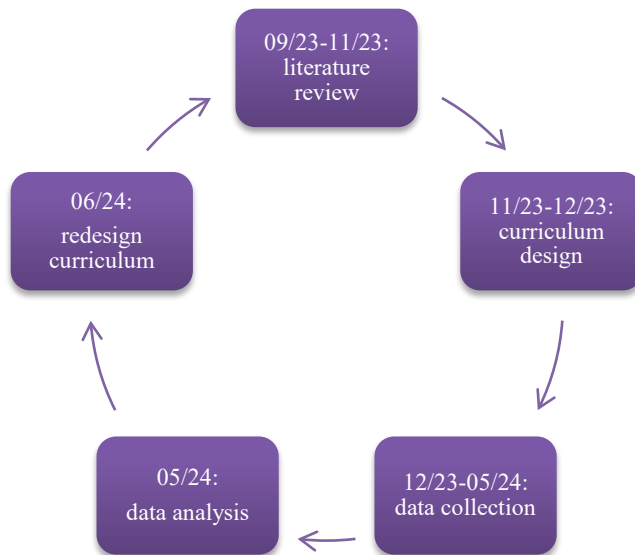 09/23-11/23:
literature
review
11/23-12/23:
curriculum
design
12/23-05/24:
data collection
05/24:
data analysis
06/24:
redesign
curriculum